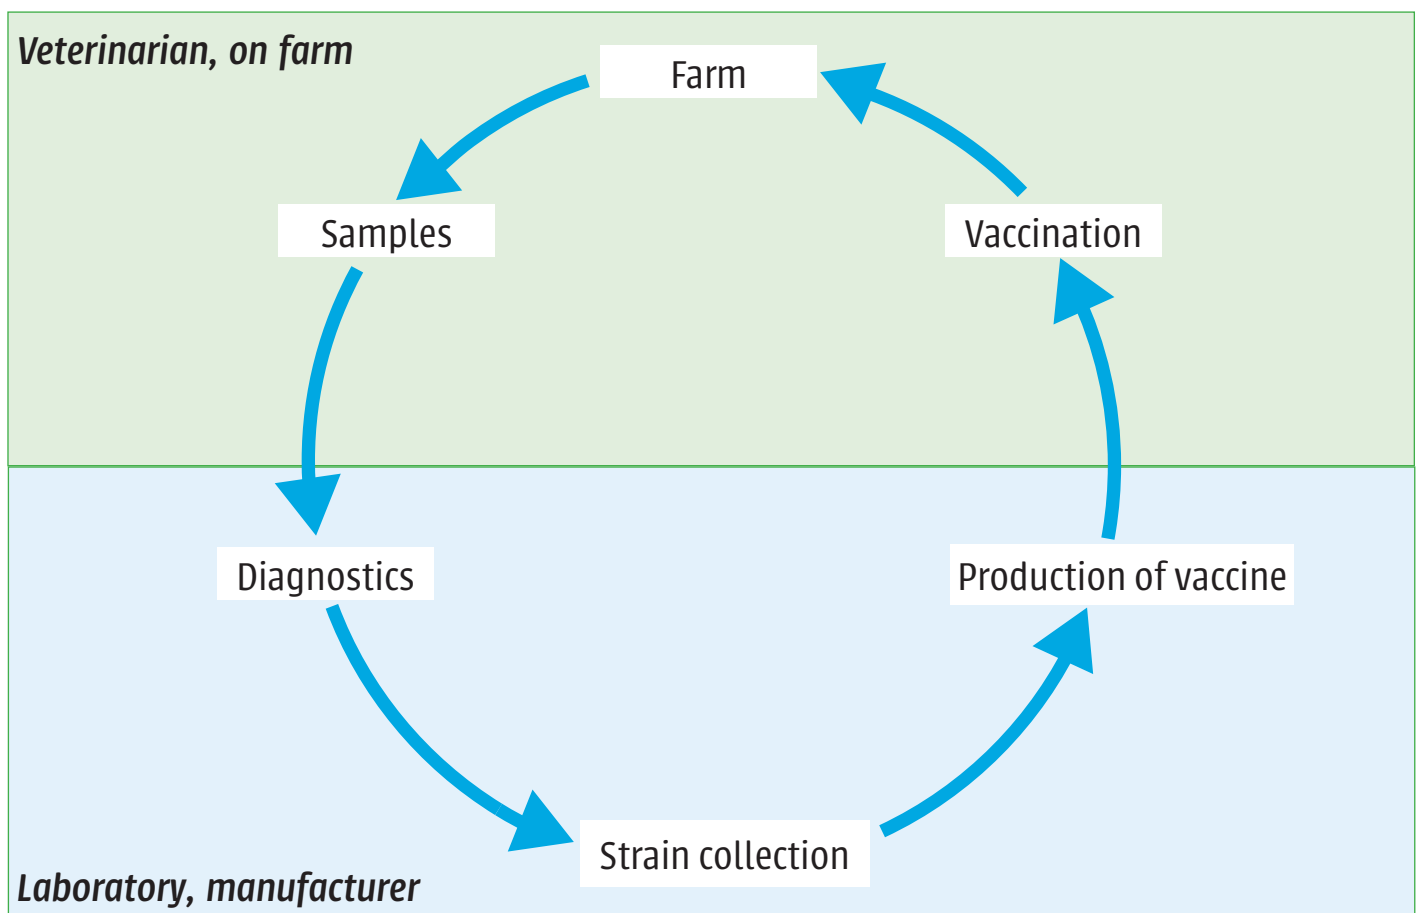 Veterinarian, on farm
Farm
Samples
Vaccination
Diagnostics
Production of vaccine
Strain collection
Laboratory, manufacturer